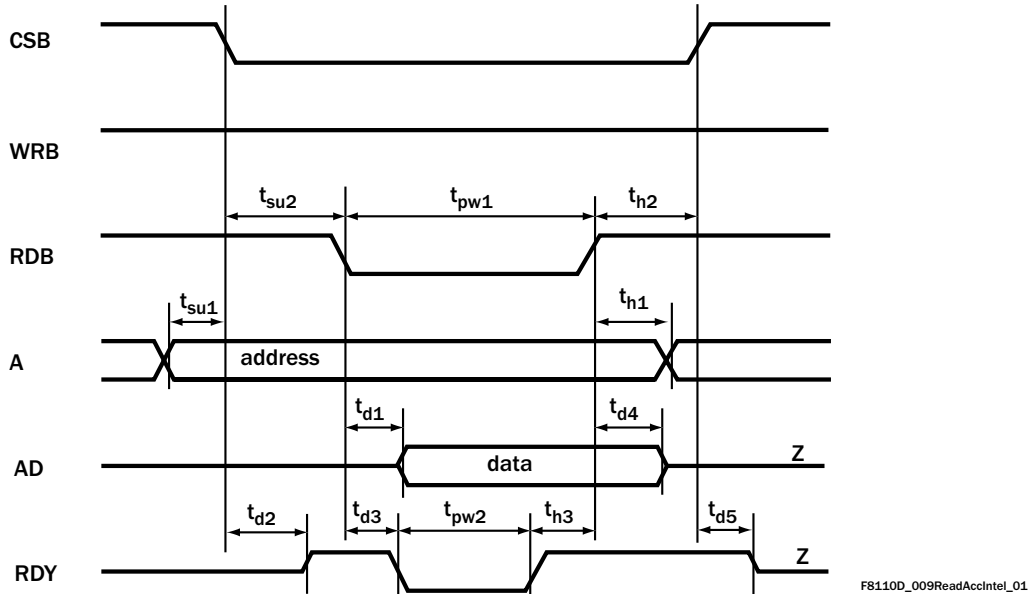 CSB
WRB
t_su2 t_pw1 t_h2
RDB
t_su1 t_h1
A address
t_d1 t_d4
AD data Z
t_d2 t_d3 t_pw2 t_h3 t_d5
RDY Z
F8110D_009ReadAccIntel_01